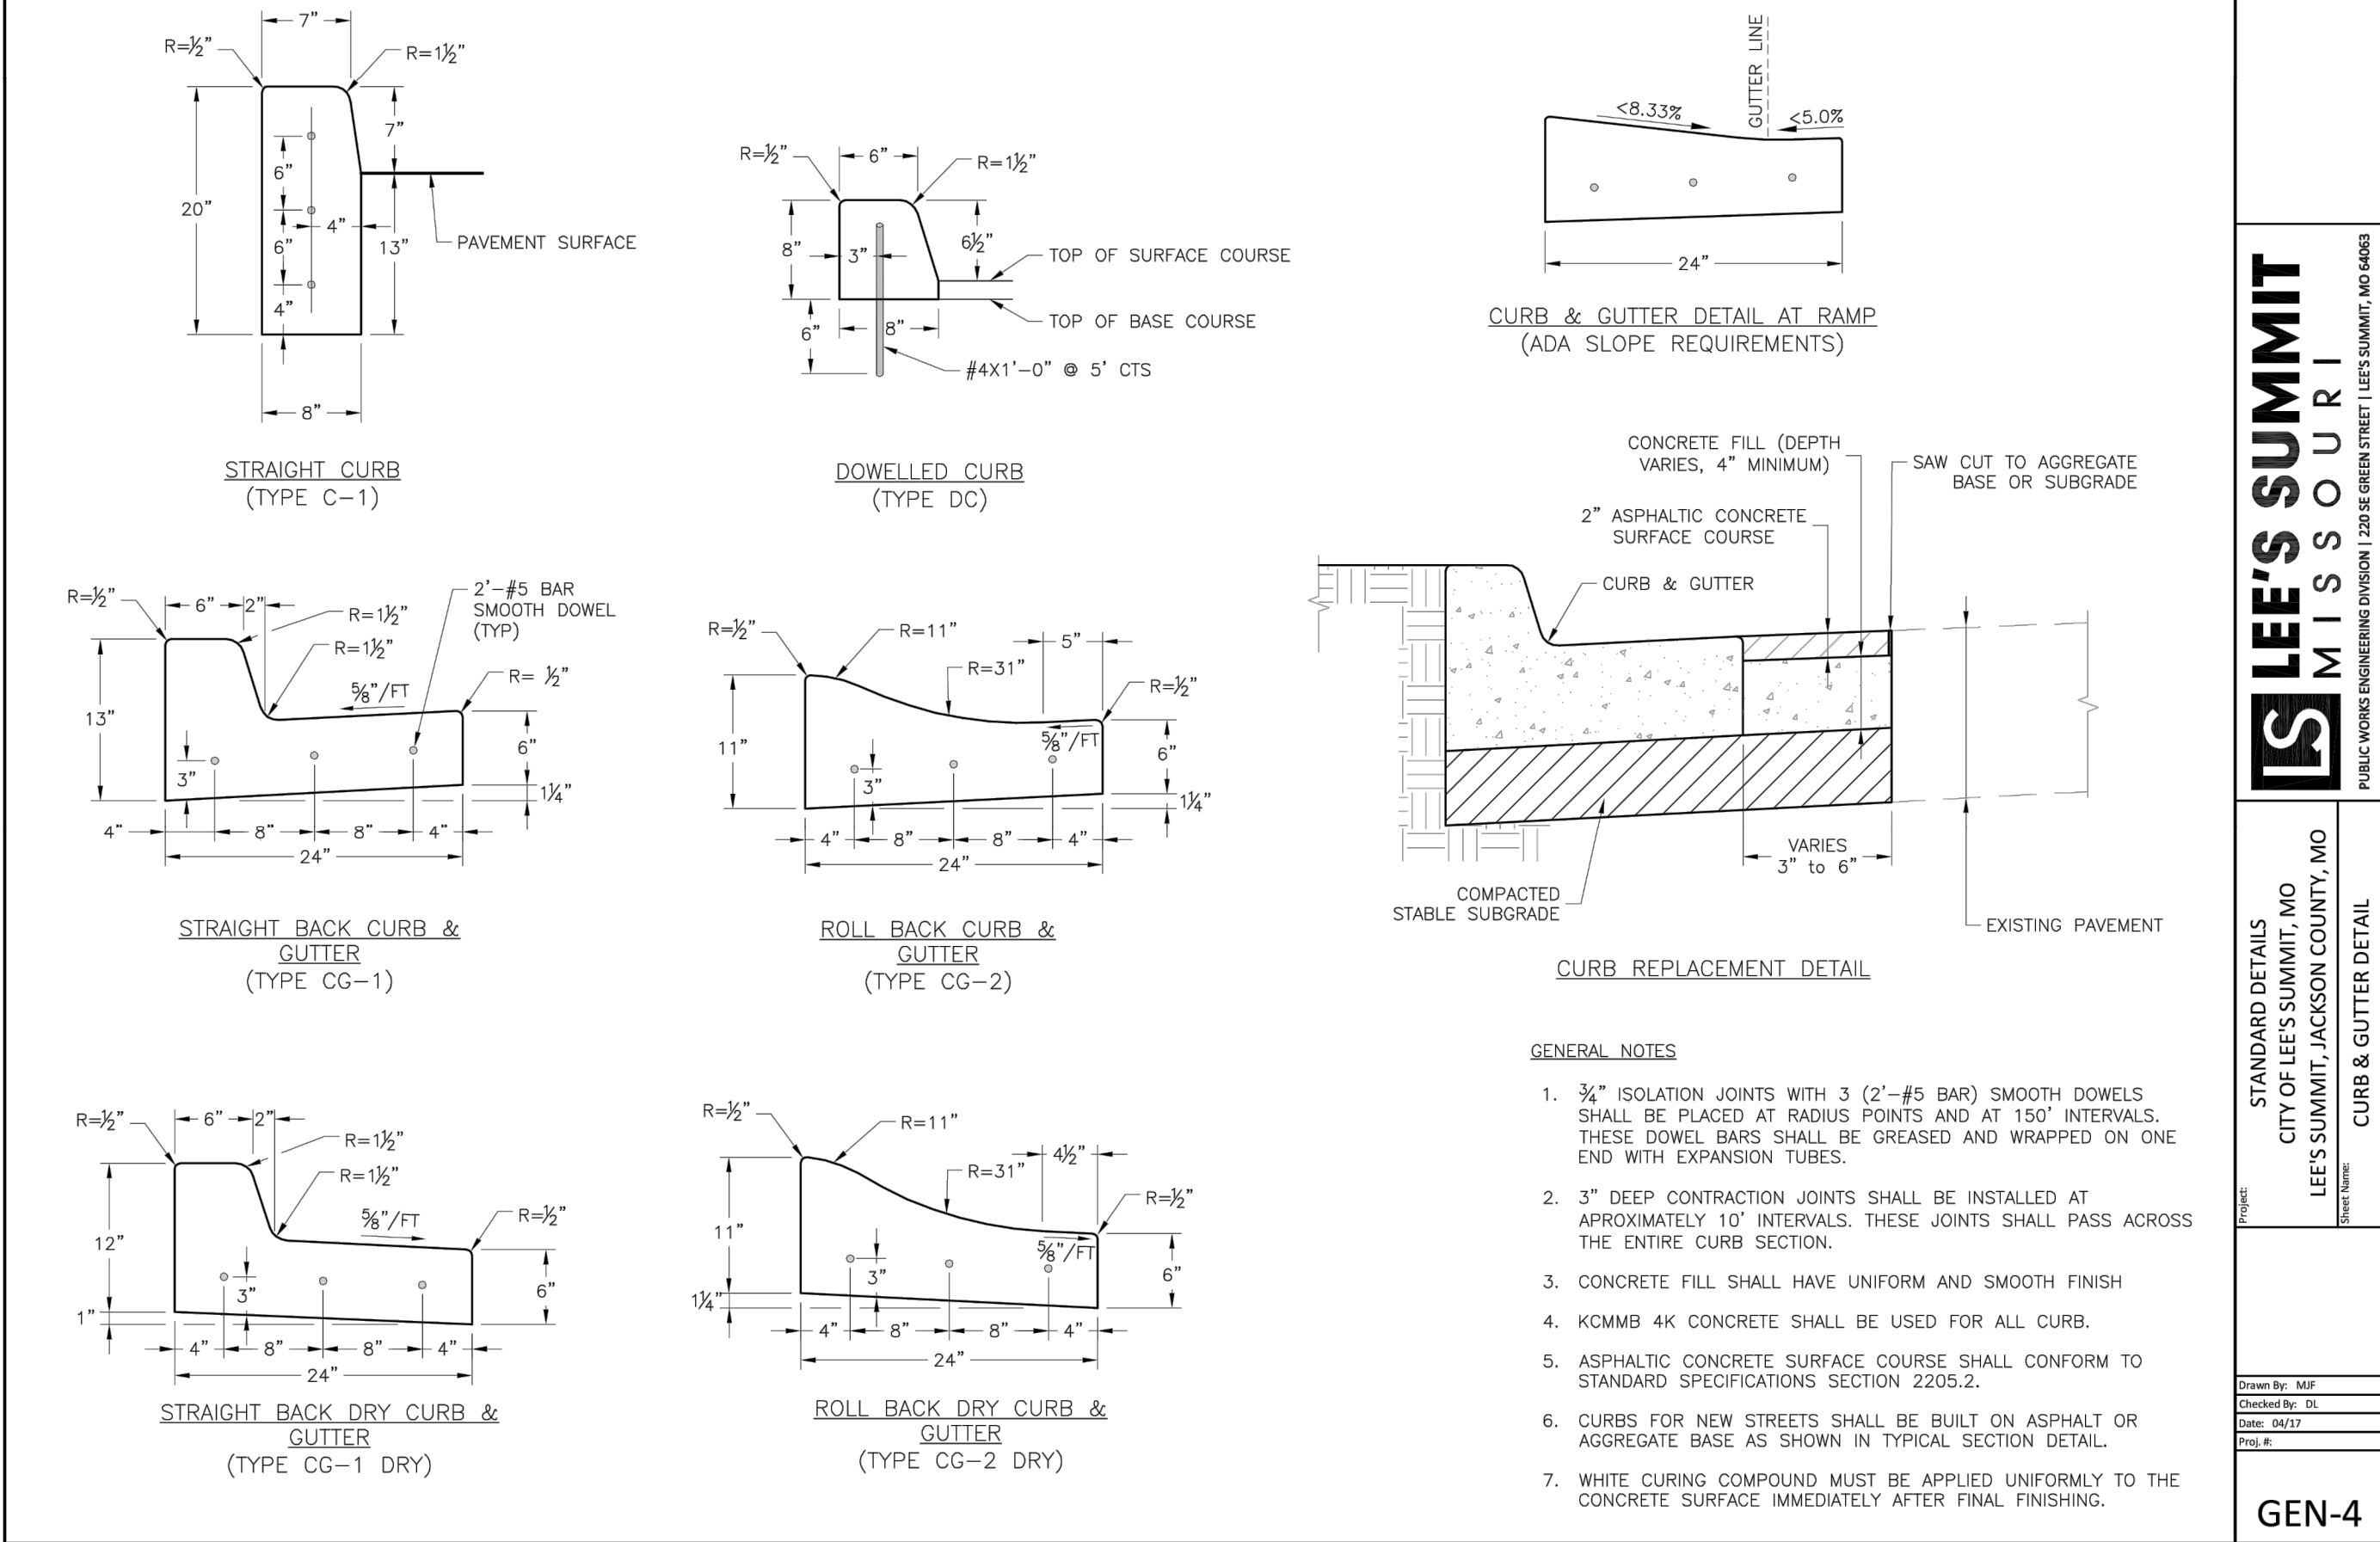 7”
R=½”
R=1½”
7”
6”
20”
4”
6”
13”
PAVEMENT SURFACE
4”
8”
STRAIGHT CURB
(TYPE C-1)
R=½”
6”
R=1½”
8”
3”
6½”
TOP OF SURFACE COURSE
6”
8”
TOP OF BASE COURSE
#4X1'-0” @ 5' CTS
DOWELLED CURB
(TYPE DC)
GUTTER LINE
<8.33%
<5.0%
24”
CURB & GUTTER DETAIL AT RAMP
(ADA SLOPE REQUIREMENTS)
R=½”
6”
2”
R=1½”
R=1½”
2'-#5 BAR
SMOOTH DOWEL
(TYP)
R= ½”
⅝”/FT
13”
3”
6”
1¼”
4”
8”
8”
4”
24”
STRAIGHT BACK CURB &
GUTTER
(TYPE CG-1)
R=½”
R=11”
5”
R=31”
R=½”
⅝”/FT
11”
3”
6”
1¼”
4”
8”
8”
4”
24”
ROLL BACK CURB &
GUTTER
(TYPE CG-2)
CONCRETE FILL (DEPTH
VARIES, 4” MINIMUM)
SAW CUT TO AGGREGATE
BASE OR SUBGRADE
2” ASPHALTIC CONCRETE
SURFACE COURSE
CURB & GUTTER
VARIES
3” to 6”
COMPACTED
STABLE SUBGRADE
EXISTING PAVEMENT
CURB REPLACEMENT DETAIL
R=½”
6”
2”
R=1½”
R=1½”
⅝”/FT
R=½”
12”
3”
6”
1”
4”
8”
8”
4”
24”
STRAIGHT BACK DRY CURB &
GUTTER
(TYPE CG-1 DRY)
R=½”
R=11”
4½”
R=31”
R=½”
⅝”/FT
11”
3”
6”
1¼”
4”
8”
8”
4”
24”
ROLL BACK DRY CURB &
GUTTER
(TYPE CG-2 DRY)
GENERAL NOTES
1. ¾” ISOLATION JOINTS WITH 3 (2'-#5 BAR) SMOOTH DOWELS
SHALL BE PLACED AT RADIUS POINTS AND AT 150' INTERVALS.
THESE DOWEL BARS SHALL BE GREASED AND WRAPPED ON ONE
END WITH EXPANSION TUBES.
2. 3” DEEP CONTRACTION JOINTS SHALL BE INSTALLED AT
APROXIMATELY 10' INTERVALS. THESE JOINTS SHALL PASS ACROSS
THE ENTIRE CURB SECTION.
3. CONCRETE FILL SHALL HAVE UNIFORM AND SMOOTH FINISH
4. KCMMB 4K CONCRETE SHALL BE USED FOR ALL CURB.
5. ASPHALTIC CONCRETE SURFACE COURSE SHALL CONFORM TO
STANDARD SPECIFICATIONS SECTION 2205.2.
6. CURBS FOR NEW STREETS SHALL BE BUILT ON ASPHALT OR
AGGREGATE BASE AS SHOWN IN TYPICAL SECTION DETAIL.
7. WHITE CURING COMPOUND MUST BE APPLIED UNIFORMLY TO THE
CONCRETE SURFACE IMMEDIATELY AFTER FINAL FINISHING.
LS LEE'S SUMMIT
MISSOURI
PUBLIC WORKS ENGINEERING DIVISION | 220 SE GREEN STREET | LEE'S SUMMIT, MO 64063
Project:
STANDARD DETAILS
CITY OF LEE'S SUMMIT, MO
LEE'S SUMMIT, JACKSON COUNTY, MO
Sheet Name:
CURB & GUTTER DETAIL
Drawn By: MJF
Checked By: DL
Date: 04/17
Proj. #:
GEN-4